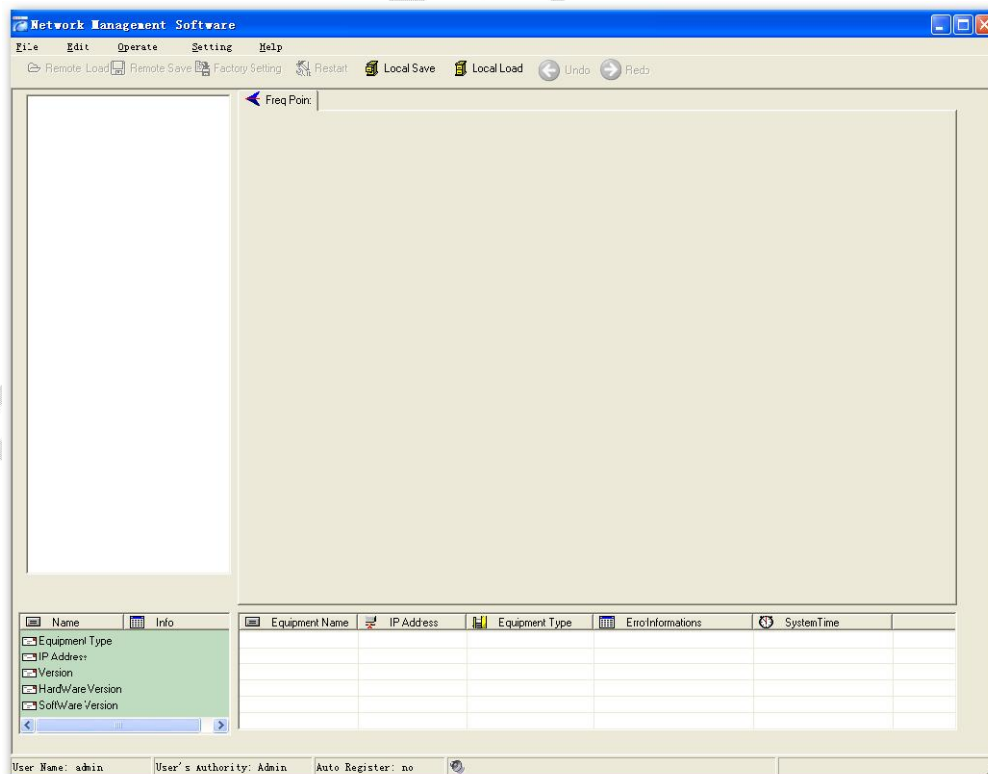 Network Management Software
File Edit Operate Setting Help
Remote Load Remote Save Factory Setting Restart Local Save Local Load Undo Redo
Freq Point
Name Info Equipment Name IP Address Equipment Type ErrorInformations SystemTime
Equipment Type
IP Address
Version
HardWare Version
SoftWare Version
User Name: admin User's Authority: Admin Auto Register: no